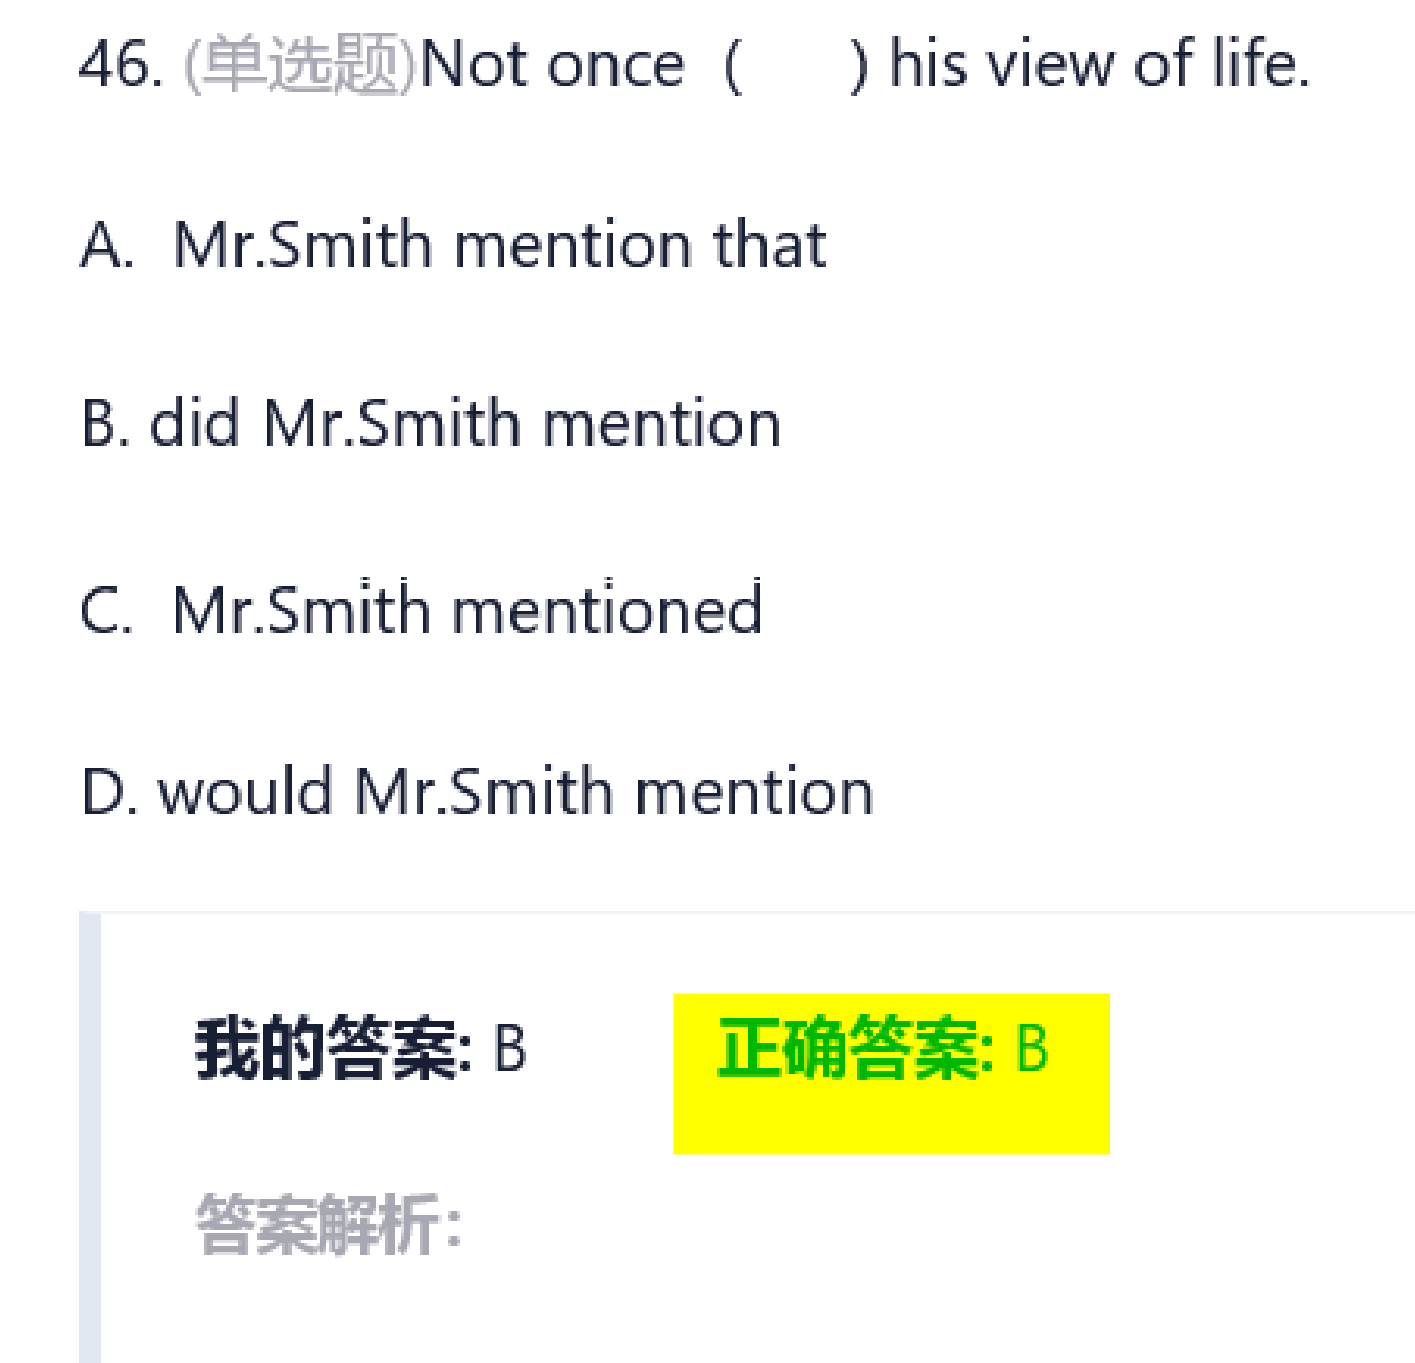 46. (单选题)Not once （      ) his view of life.
A.  Mr.Smith mention that
B. did Mr.Smith mention
C.  Mr.Smith mentioned
D. would Mr.Smith mention
我的答案: B 正确答案: B
答案解析：